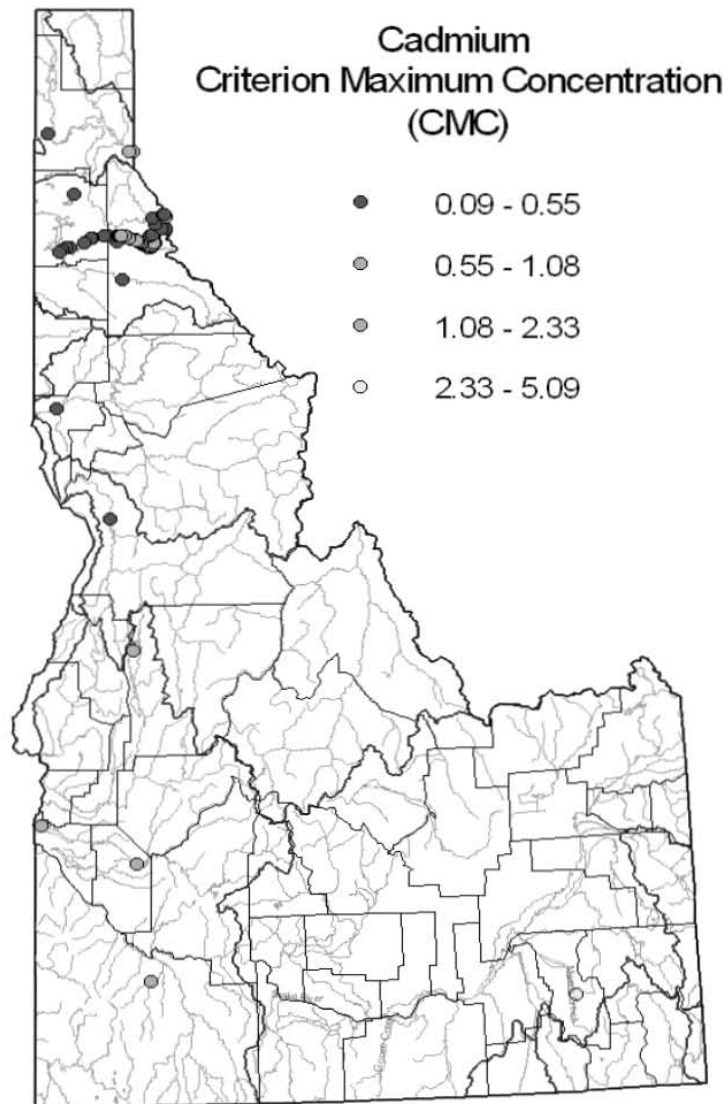 Cadmium
Criterion Maximum Concentration
(CMC)
0.09 - 0.55
0.55 - 1.08
1.08 - 2.33
2.33 - 5.09